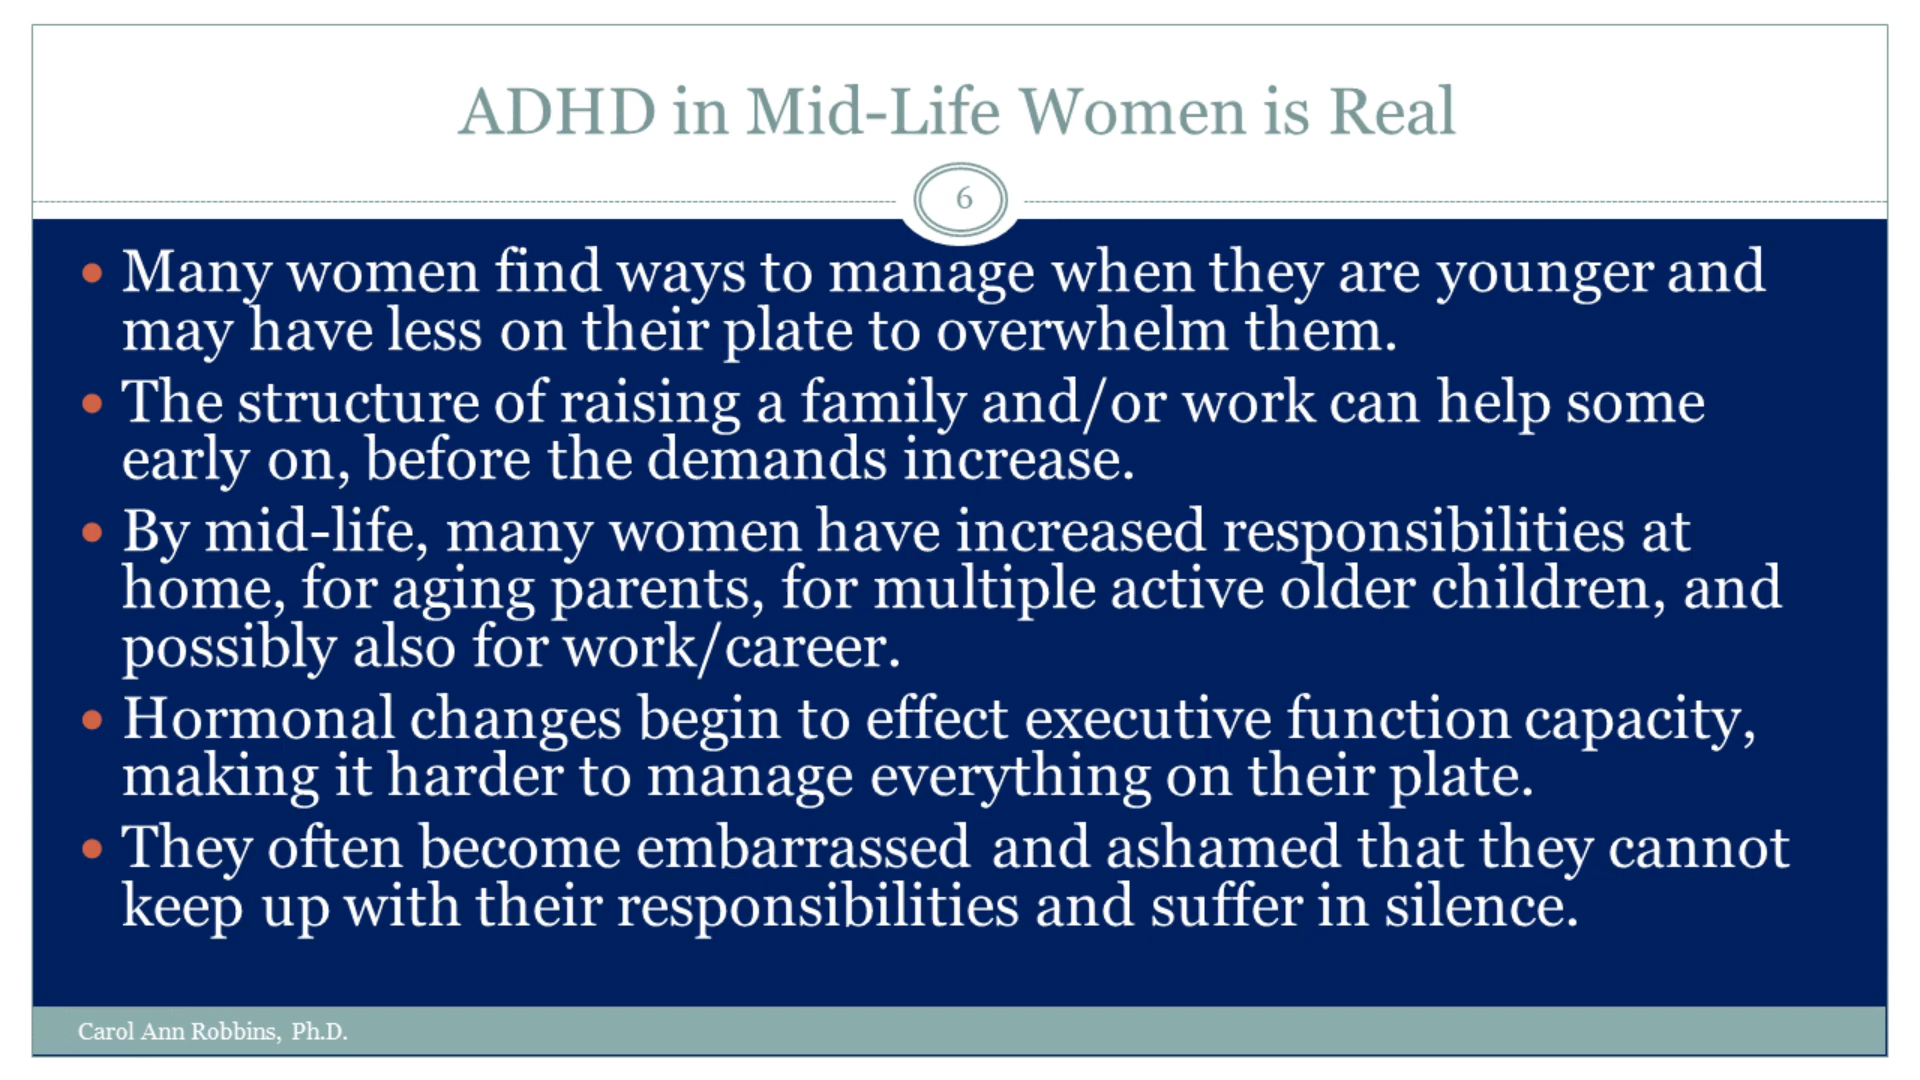 ADHD in Mid-Life Women is Real
6
• Many women find ways to manage when they are younger and
may have less on their plate to overwhelm them.
• The structure of raising a family and/or work can help some
early on, before the demands increase.
• By mid-life, many women have increased responsibilities at
home, for aging parents, for multiple active older children, and
possibly also for work/career.
• Hormonal changes begin to effect executive function capacity,
making it harder to manage everything on their plate.
• They often become embarrassed and ashamed that they cannot
keep up with their responsibilities and suffer in silence.
Carol Ann Robbins, Ph.D.